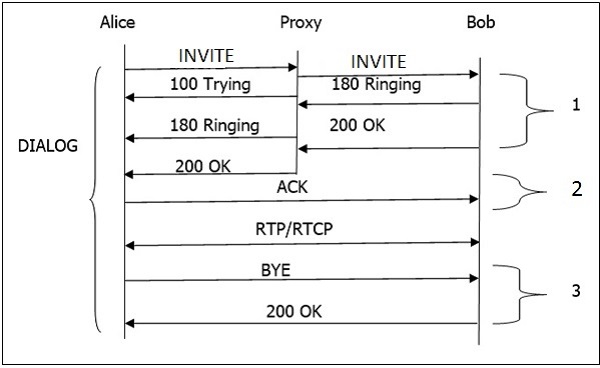 Alice Proxy Bob
INVITE
INVITE
100 Trying
180 Ringing
1
180 Ringing
200 OK
DIALOG
200 OK
ACK
2
RTP/RTCP
BYE
3
200 OK